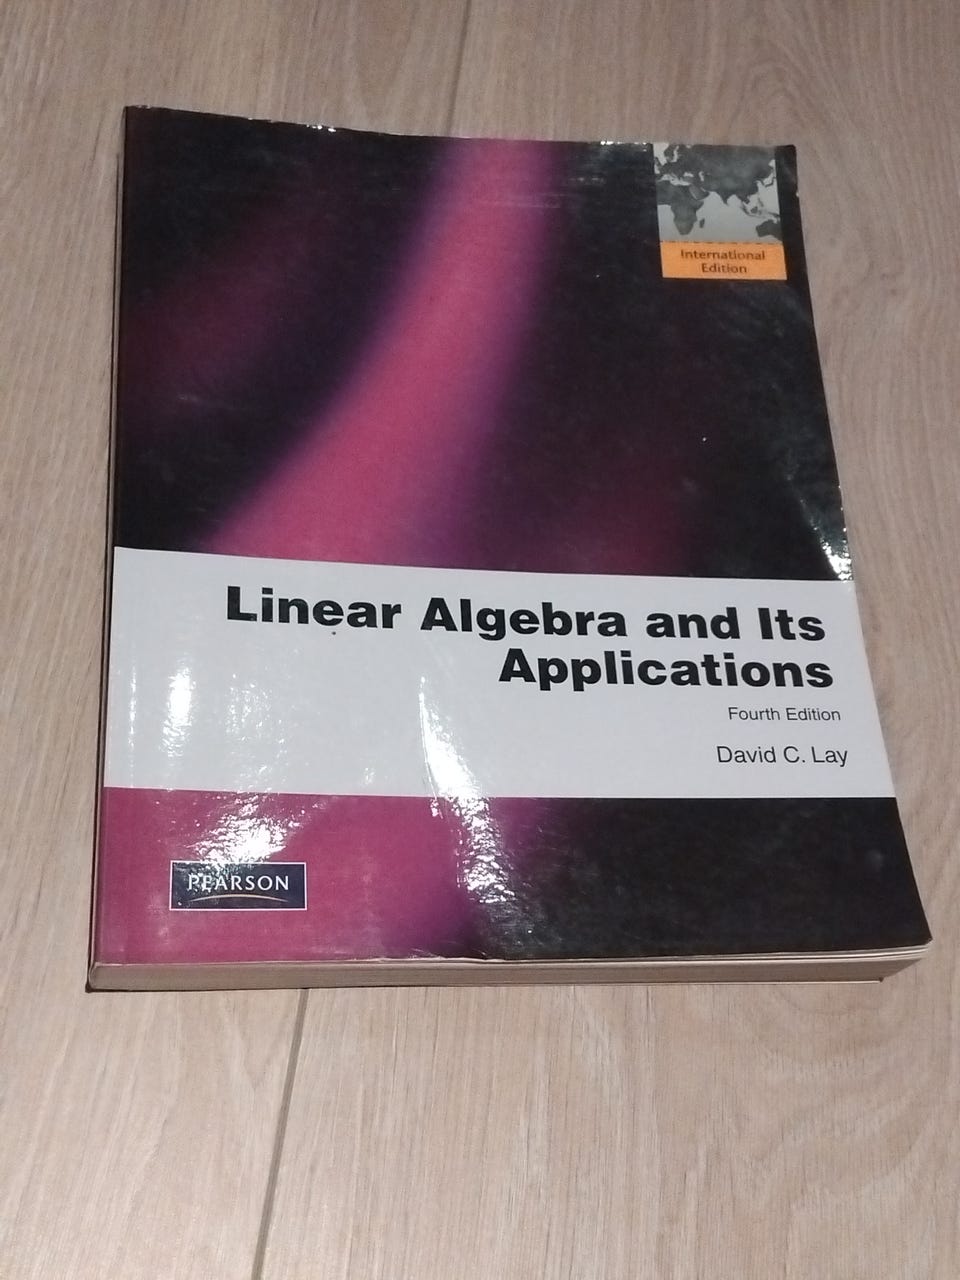 International
Edition
Linear Algebra and Its
Applications
Fourth Edition
David C. Lay
PEARSON